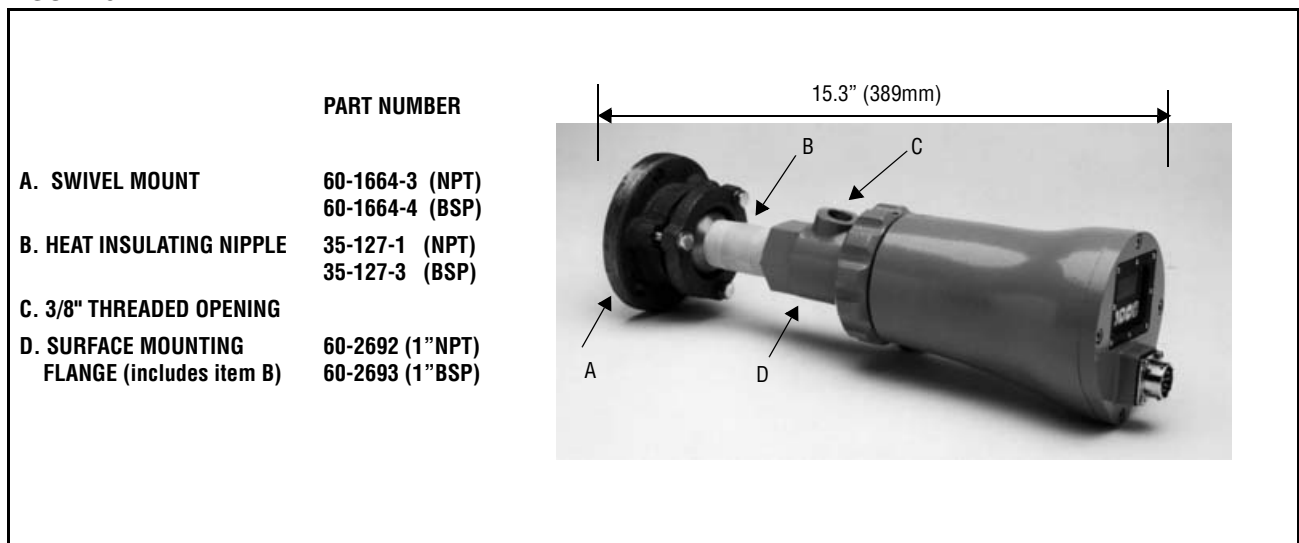 PART NUMBER
A. SWIVEL MOUNT 60-1664-3 (NPT)
60-1664-4 (BSP)
B. HEAT INSULATING NIPPLE 35-127-1 (NPT)
35-127-3 (BSP)
C. 3/8" THREADED OPENING
D. SURFACE MOUNTING 60-2692 (1”NPT)
FLANGE (includes item B) 60-2693 (1”BSP)
15.3” (389mm)
B
C
A
D